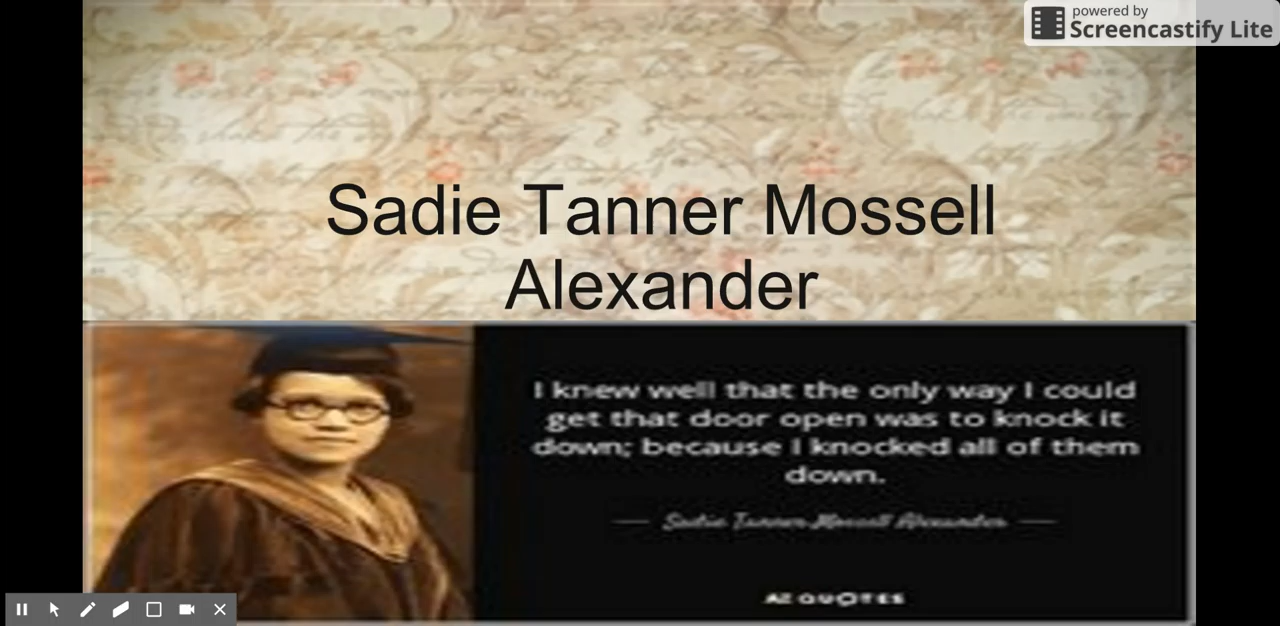 powered by
Screencastify Lite
Sadie Tanner Mossell
Alexander
I knew well that the only way I could
get that door open was to knock it
down; because I knocked all of them
down.
Sadie Tanner Mossell Alexander
AZ QUOTES